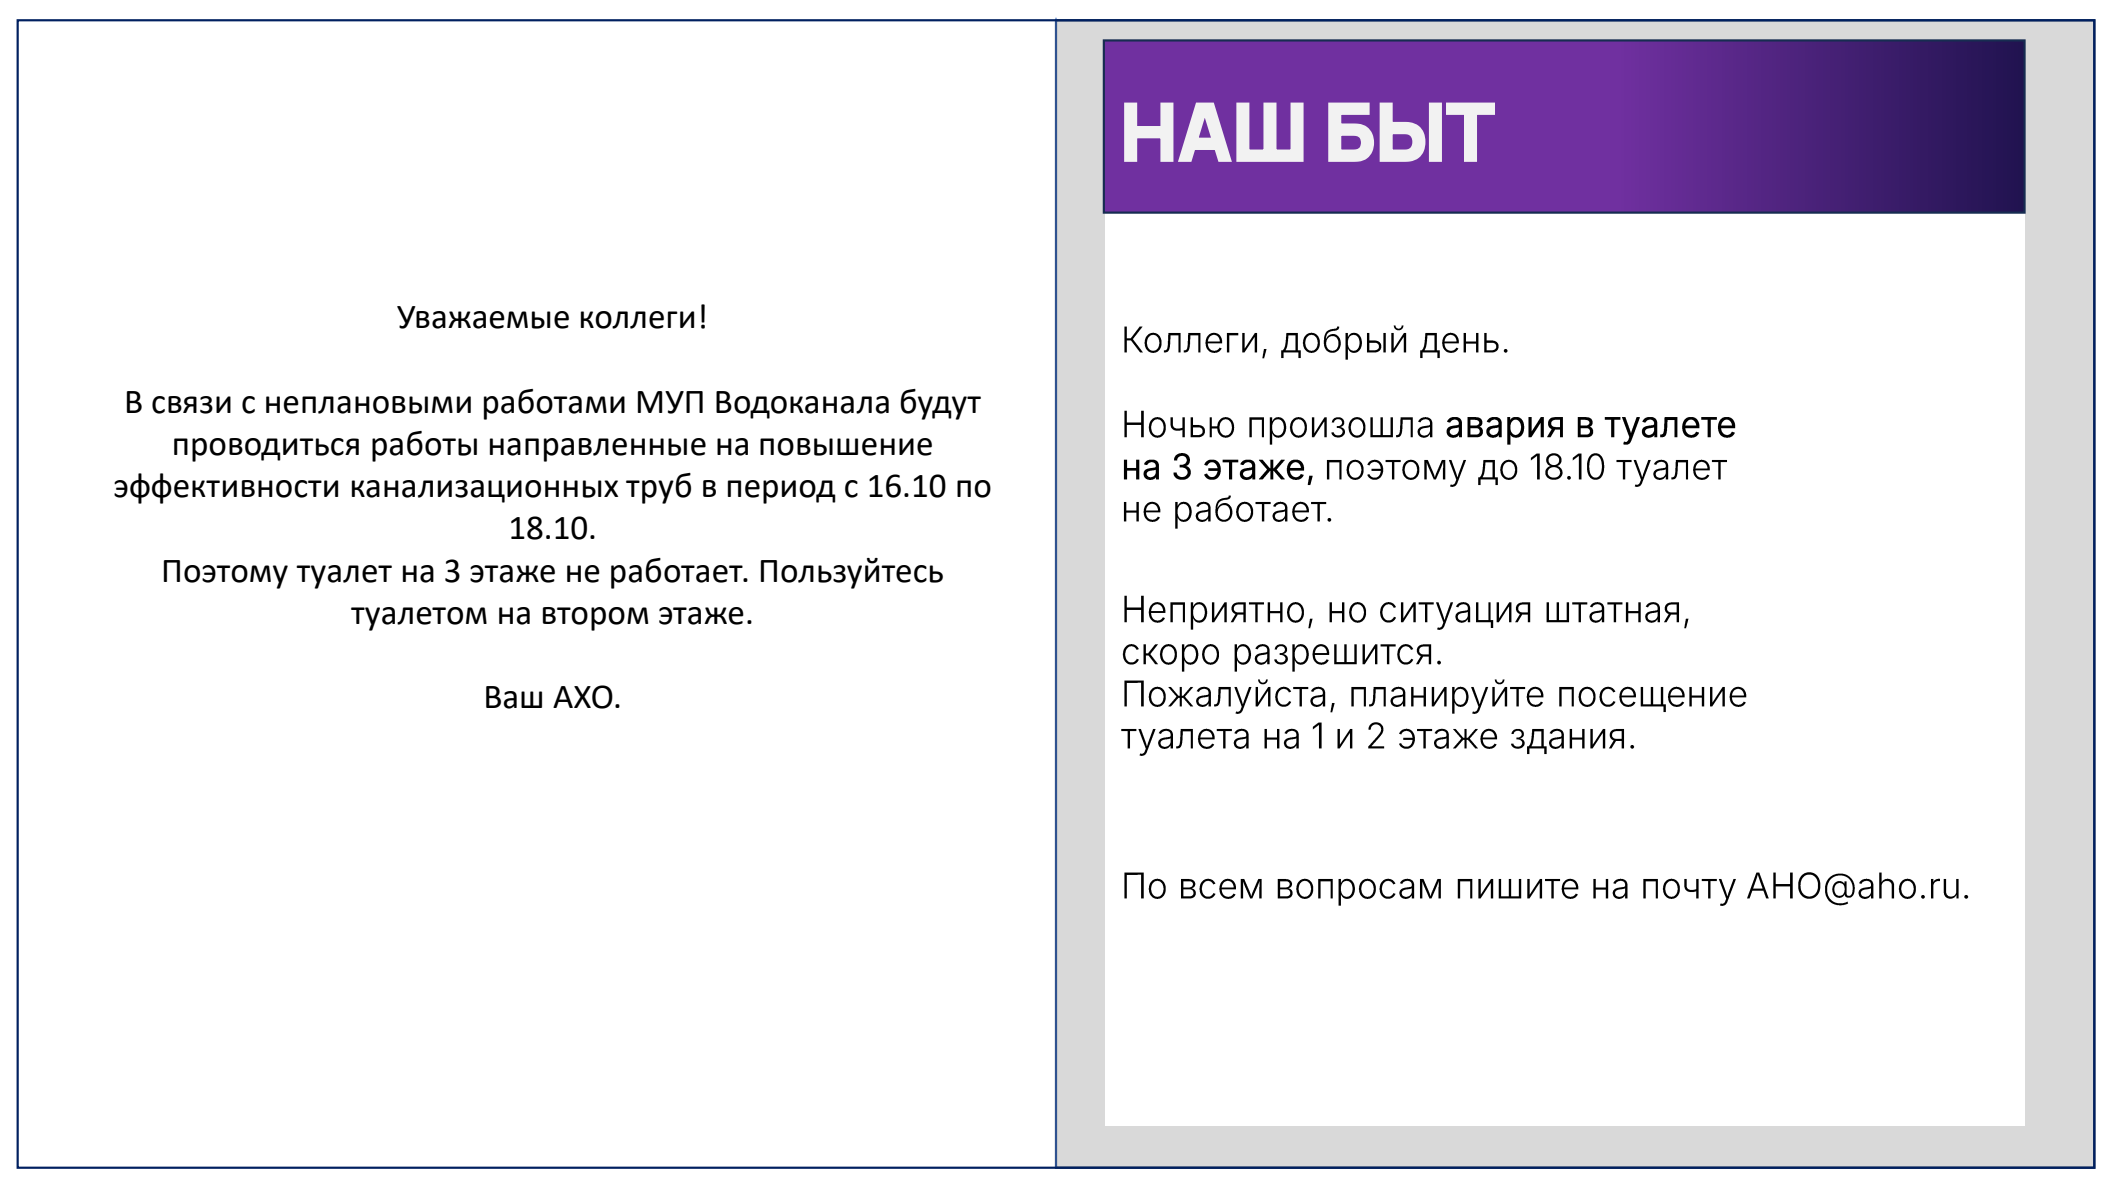 Уважаемые коллеги!
В связи с неплановыми работами МУП Водоканала будут
проводиться работы направленные на повышение
эффективности канализационных труб в период с 16.10 по
18.10.
Поэтому туалет на 3 этаже не работает. Пользуйтесь
туалетом на втором этаже.
Ваш АХО.
НАШ БЫТ
Коллеги, добрый день.
Ночью произошла авария в туалете
на 3 этаже, поэтому до 18.10 туалет
не работает.
Неприятно, но ситуация штатная,
скоро разрешится.
Пожалуйста, планируйте посещение
туалета на 1 и 2 этаже здания.
По всем вопросам пишите на почту AHO@aho.ru.